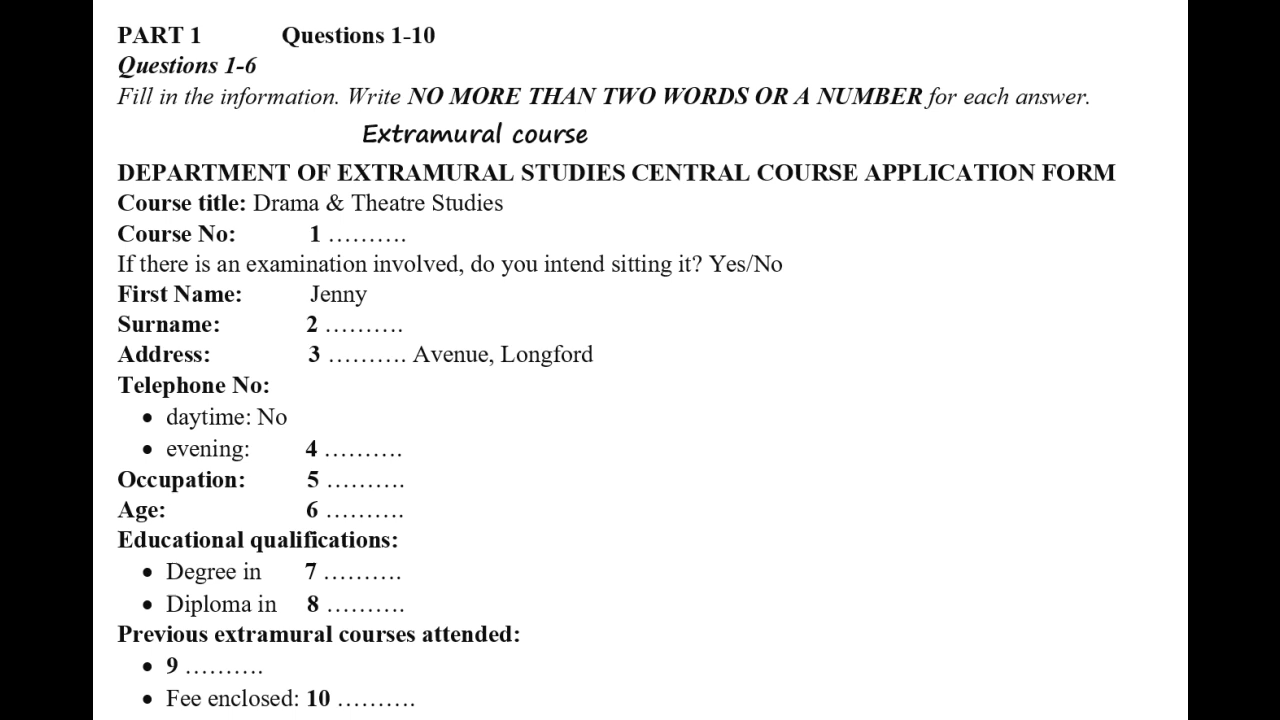 PART 1 Questions 1-10
Questions 1-6
Fill in the information. Write NO MORE THAN TWO WORDS OR A NUMBER for each answer.
Extramural course
DEPARTMENT OF EXTRAMURAL STUDIES CENTRAL COURSE APPLICATION FORM
Course title: Drama & Theatre Studies
Course No: 1 ……….
If there is an examination involved, do you intend sitting it? Yes/No
First Name: Jenny
Surname: 2 ……….
Address: 3 ………. Avenue, Longford
Telephone No:
• daytime: No
• evening: 4 ……….
Occupation: 5 ……….
Age: 6 ……….
Educational qualifications:
• Degree in 7 ……….
• Diploma in 8 ……….
Previous extramural courses attended:
• 9 ……….
• Fee enclosed: 10 ……….